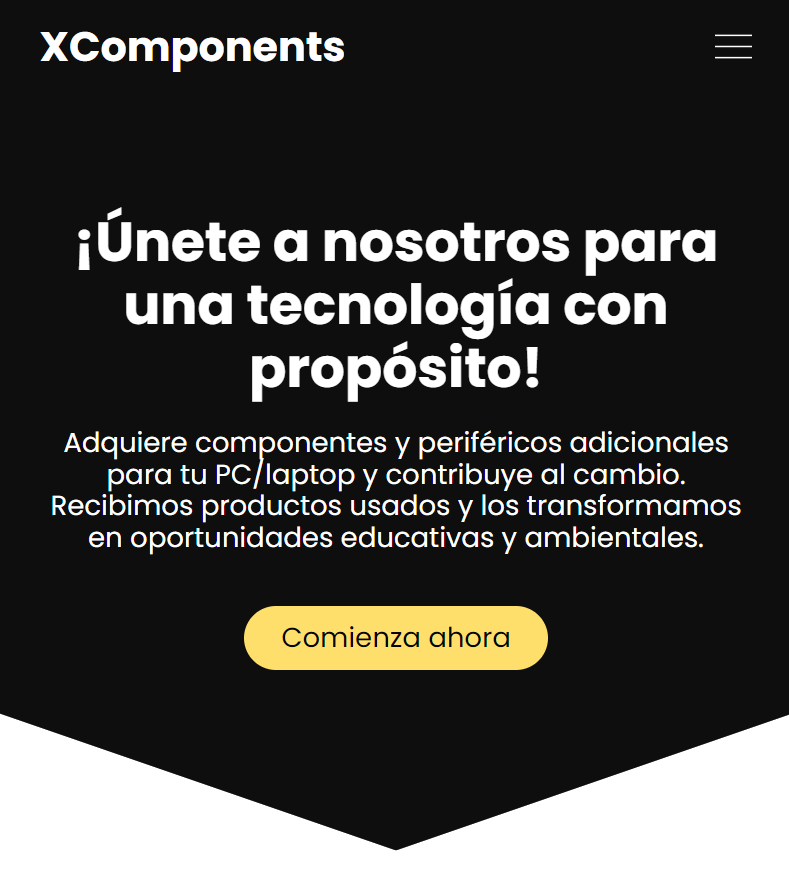 XComponents
¡Únete a nosotros para
una tecnología con
propósito!
Adquiere componentes y periféricos adicionales
para tu PC/laptop y contribuye al cambio.
Recibimos productos usados y los transformamos
en oportunidades educativas y ambientales.
Comienza ahora